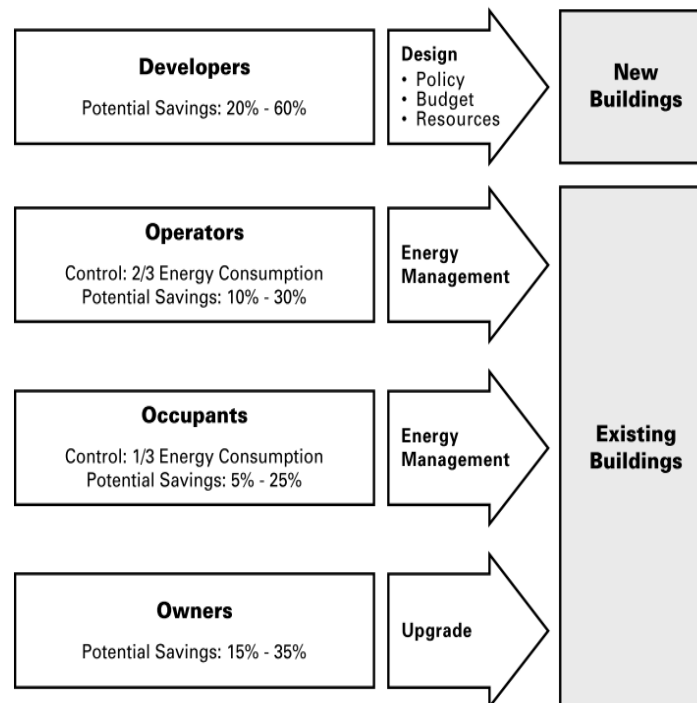 Developers
Potential Savings: 20% - 60%
Design
• Policy
• Budget
• Resources
New
Buildings
Operators
Control: 2/3 Energy Consumption
Potential Savings: 10% - 30%
Energy
Management
Occupants
Control: 1/3 Energy Consumption
Potential Savings: 5% - 25%
Energy
Management
Existing
Buildings
Owners
Potential Savings: 15% - 35%
Upgrade